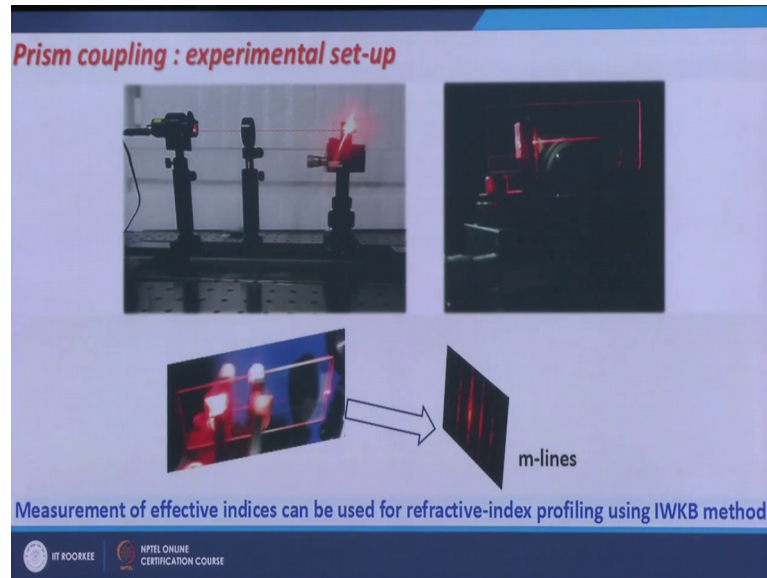 Prism coupling : experimental set-up
m-lines
Measurement of effective indices can be used for refractive-index profiling using IWKB method
IIT ROORKEE
NPTEL ONLINE
CERTIFICATION COURSE